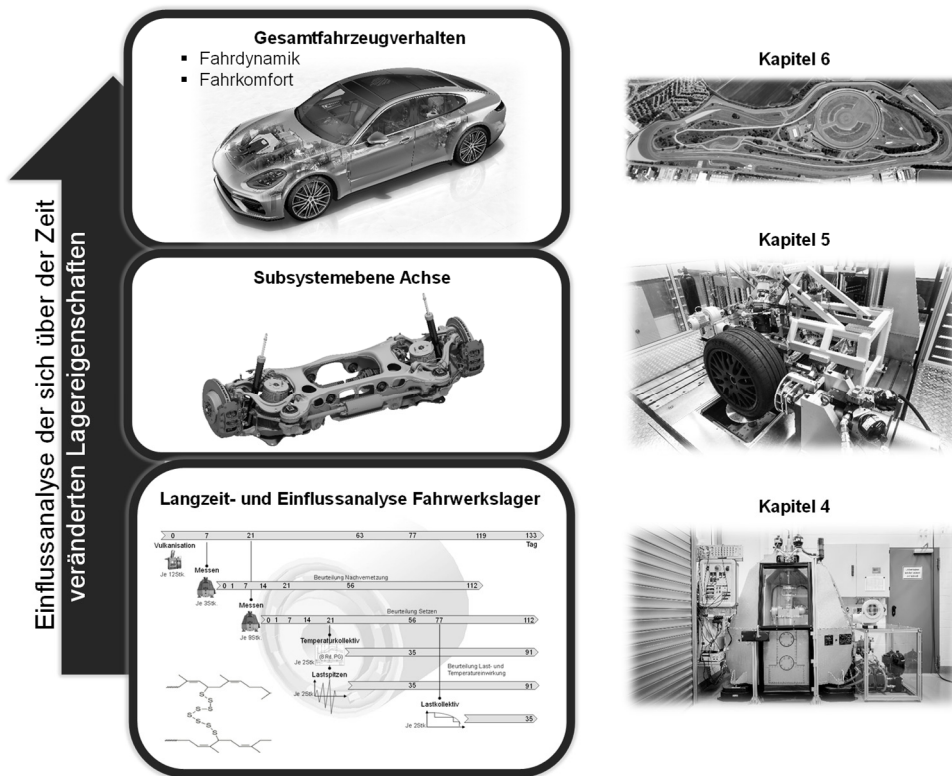 Gesamtfahrzeugverhalten
▪ Fahrdynamik
▪ Fahrkomfort
Kapitel 6
Einflussanalyse der sich über der Zeit
veränderten Lagereigenschaften
Subsystemebene Achse
Kapitel 5
Langzeit- und Einflussanalyse Fahrwerkslager
Kapitel 4
0 7 21 63 77 119 133
Tag
Vulkanisation
Je 12Stk.
Messen
Beurteilung Nachvernetzung
0 1 7 14 21 56 112
Je 3Stk.
Messen
Beurteilung Setzen
0 1 7 14 21 56 77 112
Je 9Stk.
Temperaturkollektiv
Je 2Stk.
35 91
Lastspitzen
Beurteilung Last- und
Temperatureinwekung
Je 2Stk.
35 91
Lastkollektiv
Je 2Stk.
35
S
S
S
S
S
S
S